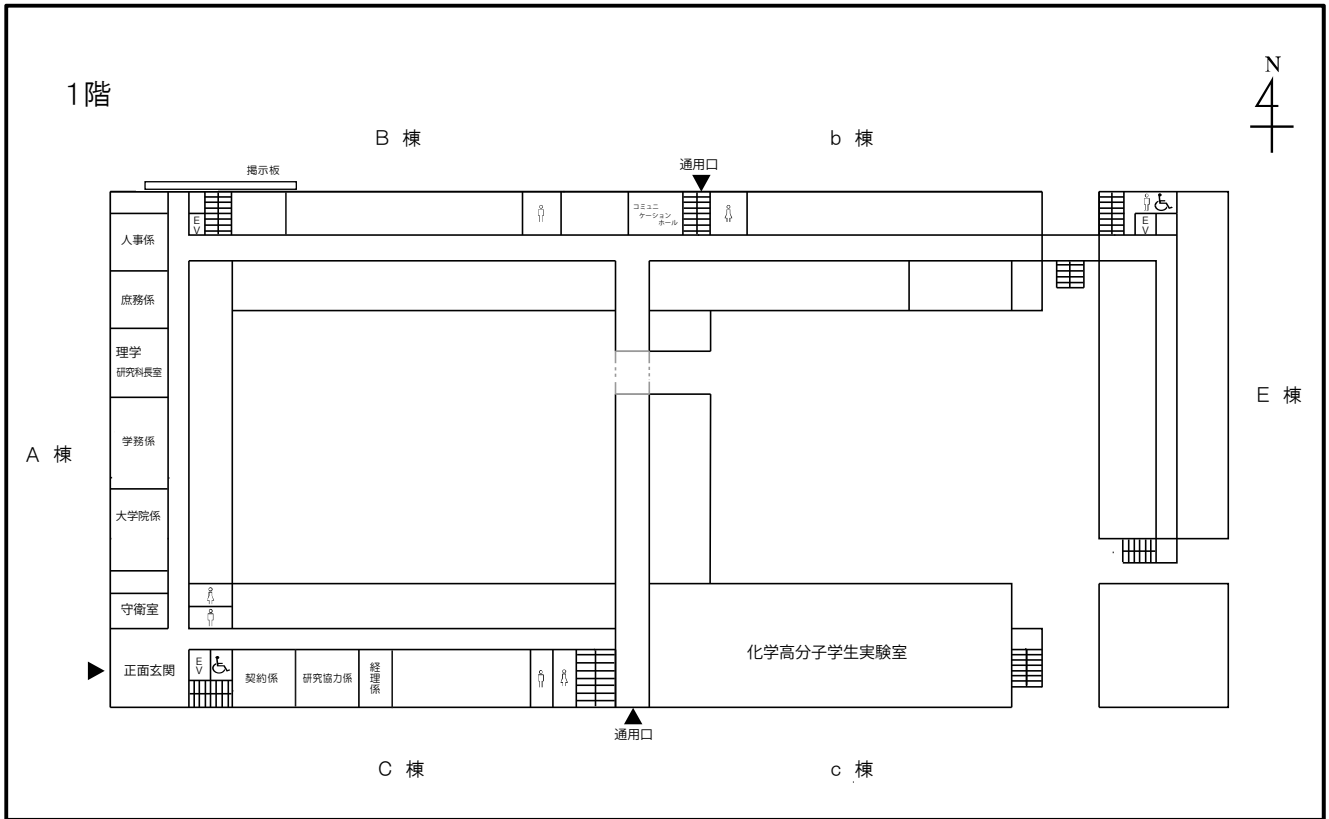 1階
N
B 棟
b 棟
掲示板
通用口
コミュニ
ケーション
ホール
EV
EV
人事係
庶務係
理学
研究科長室
学務係
大学院係
守衛室
A 棟
E 棟
正面玄関
EV
契約係
研究協力係
経理係
化学高分子学生実験室
通用口
C 棟
c 棟